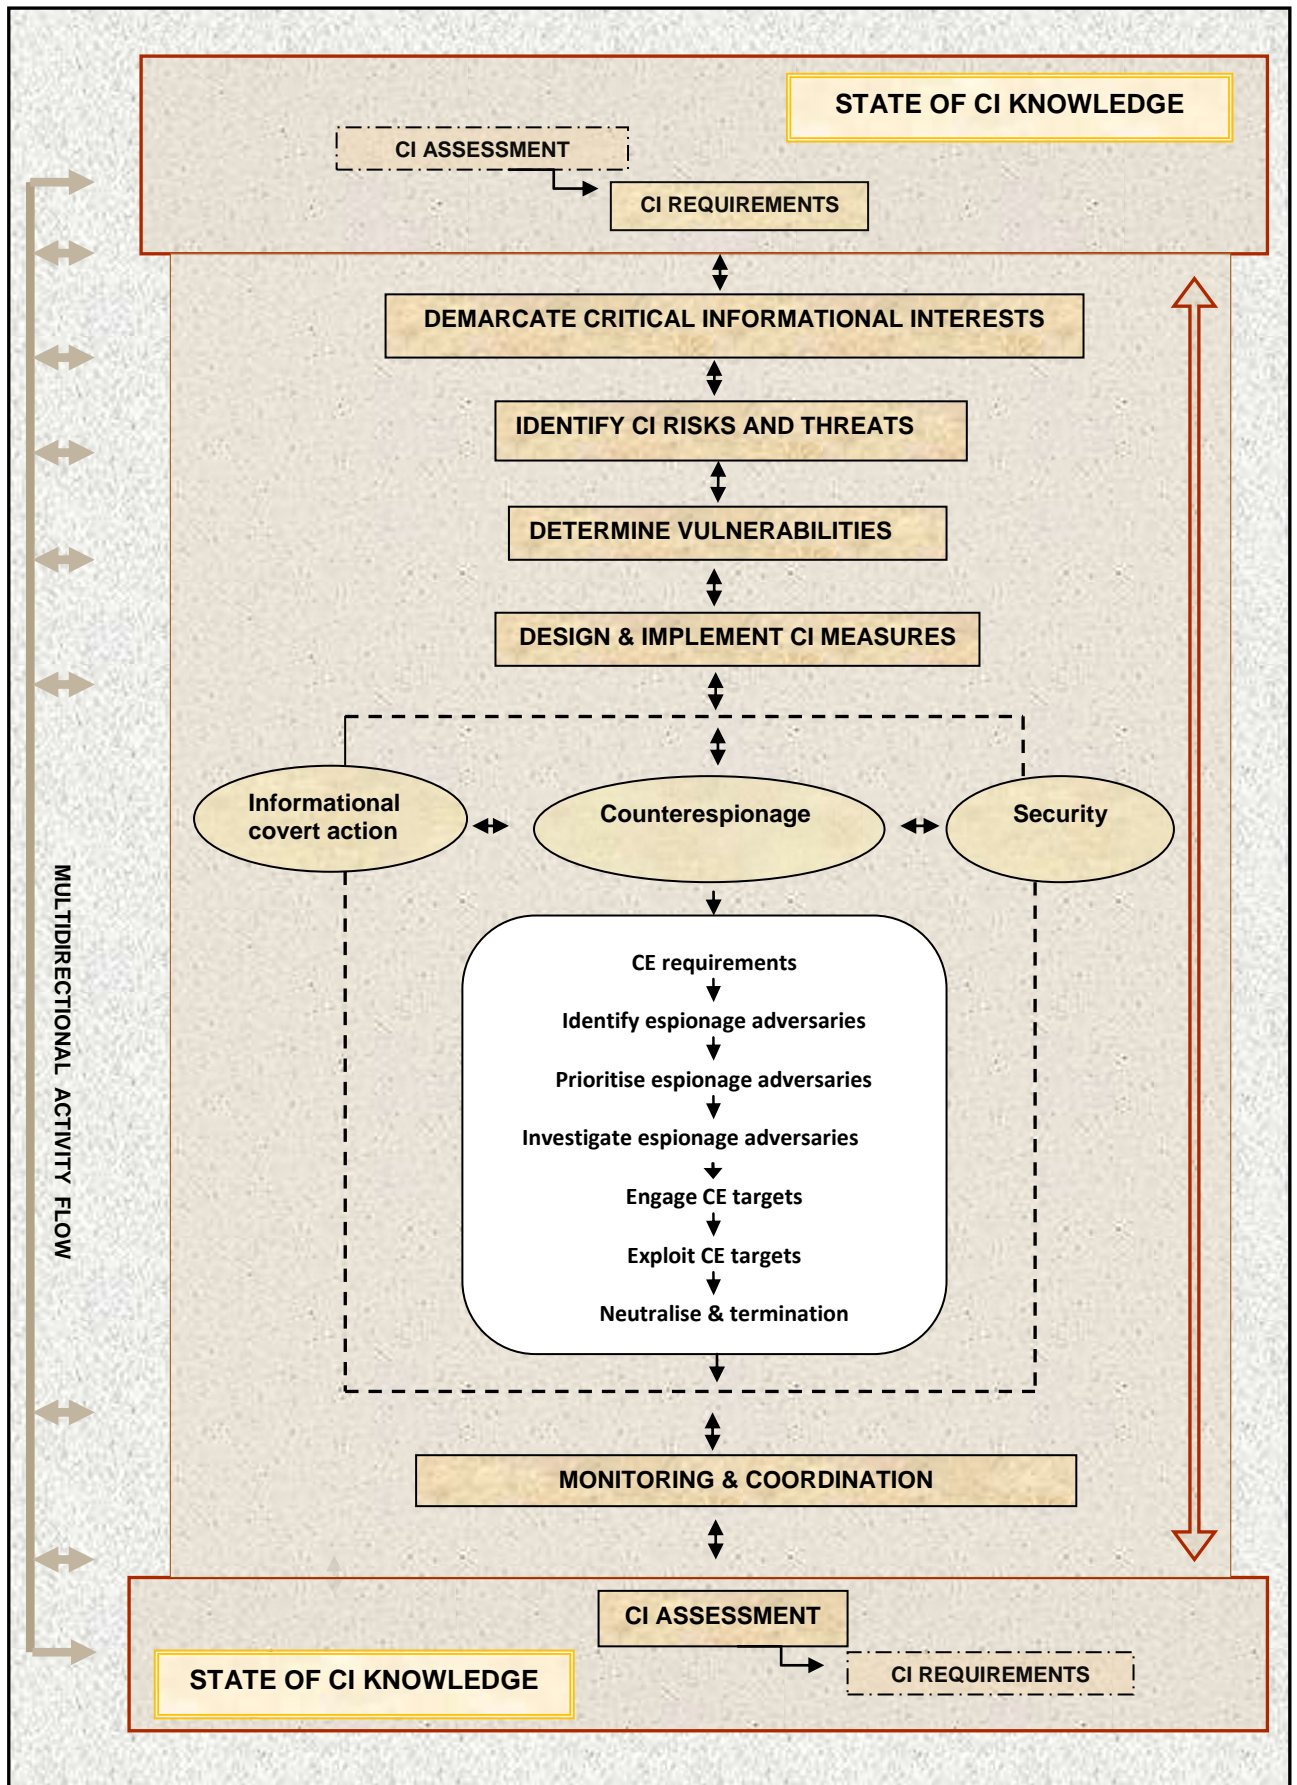 STATE OF CI KNOWLEDGE
CI ASSESSMENT
CI REQUIREMENTS
DEMARCATE CRITICAL INFORMATIONAL INTERESTS
IDENTIFY CI RISKS AND THREATS
DETERMINE VULNERABILITIES
DESIGN & IMPLEMENT CI MEASURES
Informational
covert action
Counterespionage
Security
MULTIDIRECTIONAL ACTIVITY FLOW
CE requirements
Identify espionage adversaries
Prioritise espionage adversaries
Investigate espionage adversaries
Engage CE targets
Exploit CE targets
Neutralise & termination
MONITORING & COORDINATION
CI ASSESSMENT
CI REQUIREMENTS
STATE OF CI KNOWLEDGE